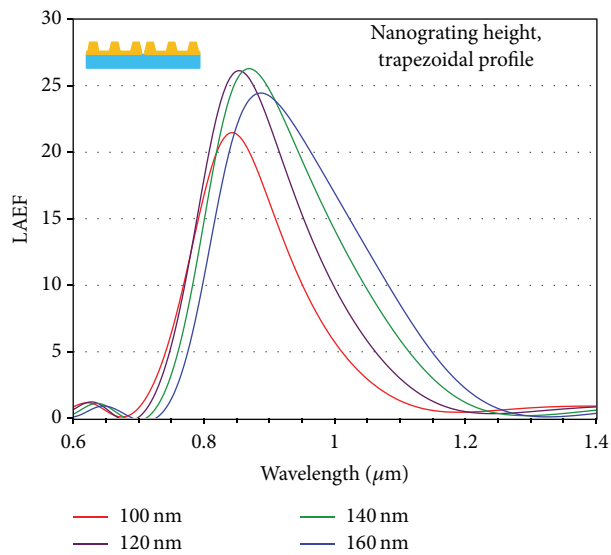 Nanograting height,
trapezoidal profile
LAEF
30
25
20
15
10
5
0
0.6
0.8
1
1.2
1.4
Wavelength (μm)
100 nm
120 nm
140 nm
160 nm